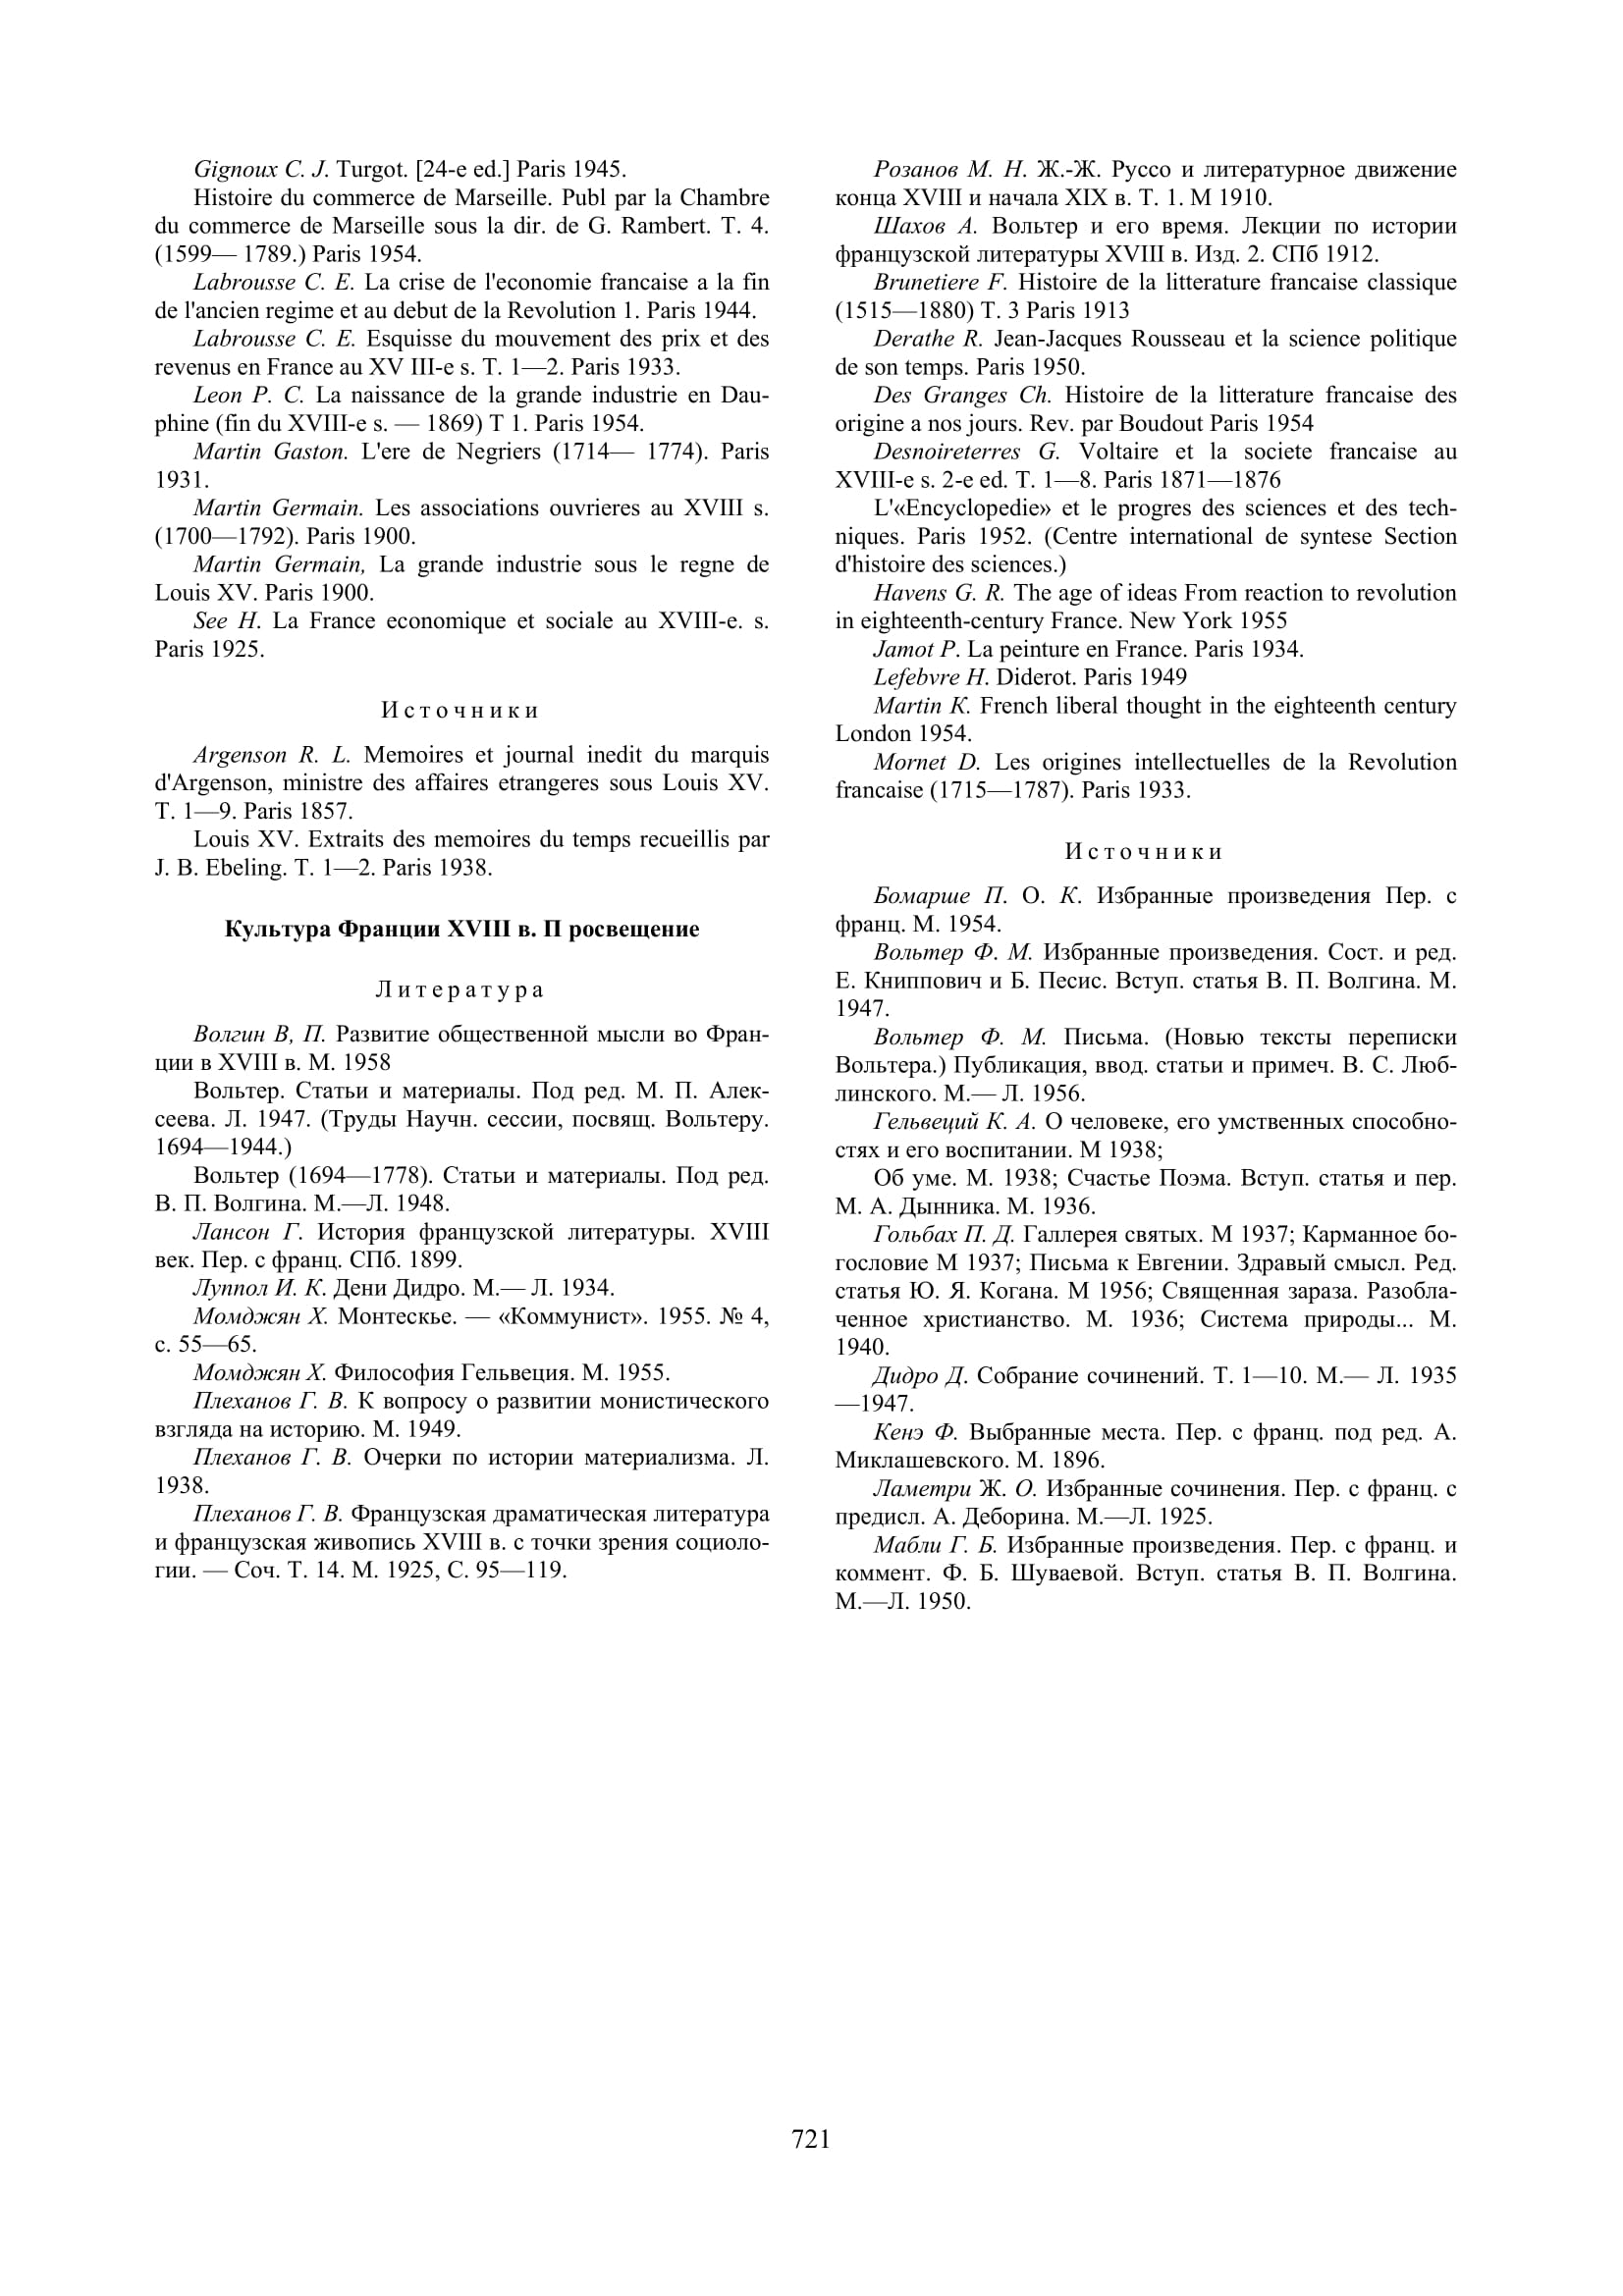 Gignoux C. J. Turgot. [24-e ed.] Paris 1945.
Histoire du commerce de Marseille. Publ par la Chambre
du commerce de Marseille sous la dir. de G. Rambert. T. 4.
(1599— 1789.) Paris 1954.
Labrousse C. E. La crise de l'economie francaise a la fin
de l'ancien regime et au debut de la Revolution 1. Paris 1944.
Labrousse C. E. Esquisse du mouvement des prix et des
revenus en France au XV III-e s. T. 1—2. Paris 1933.
Leon P. C. La naissance de la grande industrie en Dau-
phine (fin du XVIII-e s. — 1869) T 1. Paris 1954.
Martin Gaston. L'ere de Negriers (1714— 1774). Paris
1931.
Martin Germain. Les associations ouvrieres au XVIII s.
(1700—1792). Paris 1900.
Martin Germain, La grande industrie sous le regne de
Louis XV. Paris 1900.
See H. La France economique et sociale au XVIII-e. s.
Paris 1925.
Источники
Argenson R. L. Memoires et journal inedit du marquis
d'Argenson, ministre des affaires etrangeres sous Louis XV.
T. 1—9. Paris 1857.
Louis XV. Extraits des memoires du temps recueillis par
J. B. Ebeling. T. 1—2. Paris 1938.
Культура Франции XVIII в. П росвещение
Литература
Волгин В, П. Развитие общественной мысли во Фран-
ции в XVIII в. М. 1958
Вольтер. Статьи и материалы. Под ред. М. П. Алек-
сеева. Л. 1947. (Труды Научн. сессии, посвящ. Вольтеру.
1694—1944.)
Вольтер (1694—1778). Статьи и материалы. Под ред.
В. П. Волгина. М.—Л. 1948.
Лансон Г. История французской литературы. XVIII
век. Пер. с франц. СПб. 1899.
Луппол И. К. Дени Дидро. М.— Л. 1934.
Момджян X. Монтескье. — «Коммунист». 1955. № 4,
с. 55—65.
Момджян X. Философия Гельвеция. М. 1955.
Плеханов Г. В. К вопросу о развитии монистического
взгляда на историю. М. 1949.
Плеханов Г. В. Очерки по истории материализма. Л.
1938.
Плеханов Г. В. Французская драматическая литература
и французская живопись XVIII в. с точки зрения социоло-
гии. — Соч. Т. 14. М. 1925, С. 95—119.
Розанов М. Н. Ж.-Ж. Руссо и литературное движение
конца XVIII и начала XIX в. Т. 1. М 1910.
Шахов А. Вольтер и его время. Лекции по истории
французской литературы XVIII в. Изд. 2. СПб 1912.
Brunetiere F. Histoire de la litterature francaise classique
(1515—1880) T. 3 Paris 1913
Derathe R. Jean-Jacques Rousseau et la science politique
de son temps. Paris 1950.
Des Granges Ch. Histoire de la litterature francaise des
origine a nos jours. Rev. par Boudout Paris 1954
Desnoireterres G. Voltaire et la societe francaise au
XVIII-e s. 2-e ed. T. 1—8. Paris 1871—1876
L'«Encyclopedie» et le progres des sciences et des tech-
niques. Paris 1952. (Centre international de syntese Section
d'histoire des sciences.)
Havens G. R. The age of ideas From reaction to revolution
in eighteenth-century France. New York 1955
Jamot P. La peinture en France. Paris 1934.
Lefebvre H. Diderot. Paris 1949
Martin K. French liberal thought in the eighteenth century
London 1954.
Mornet D. Les origines intellectuelles de la Revolution
francaise (1715—1787). Paris 1933.
Источники
Бомарше П. О. К. Избранные произведения Пер. с
франц. М. 1954.
Вольтер Ф. М. Избранные произведения. Сост. и ред.
Е. Книппович и Б. Песис. Вступ. статья В. П. Волгина. М.
1947.
Вольтер Ф. М. Письма. (Новью тексты переписки
Вольтера.) Публикация, ввод. статьи и примеч. В. С. Люб-
линского. М.— Л. 1956.
Гельвеций К. А. О человеке, его умственных способно-
стях и его воспитании. М 1938;
Об уме. М. 1938; Счастье Поэма. Вступ. статья и пер.
М. А. Дынника. М. 1936.
Гольбах П. Д. Галлерея святых. М 1937; Карманное бо-
гословие М 1937; Письма к Евгении. Здравый смысл. Ред.
статья Ю. Я. Когана. М 1956; Священная зараза. Разобла-
ченное христианство. М. 1936; Система природы... М.
1940.
Дидро Д. Собрание сочинений. Т. 1—10. М.— Л. 1935
—1947.
Кенэ Ф. Выбранные места. Пер. с франц. под ред. А.
Миклашевского. М. 1896.
Ламетри Ж. О. Избранные сочинения. Пер. с франц. с
предисл. А. Деборина. М.—Л. 1925.
Мабли Г. Б. Избранные произведения. Пер. с франц. и
коммент. Ф. Б. Шуваевой. Вступ. статья В. П. Волгина.
М.—Л. 1950.
721